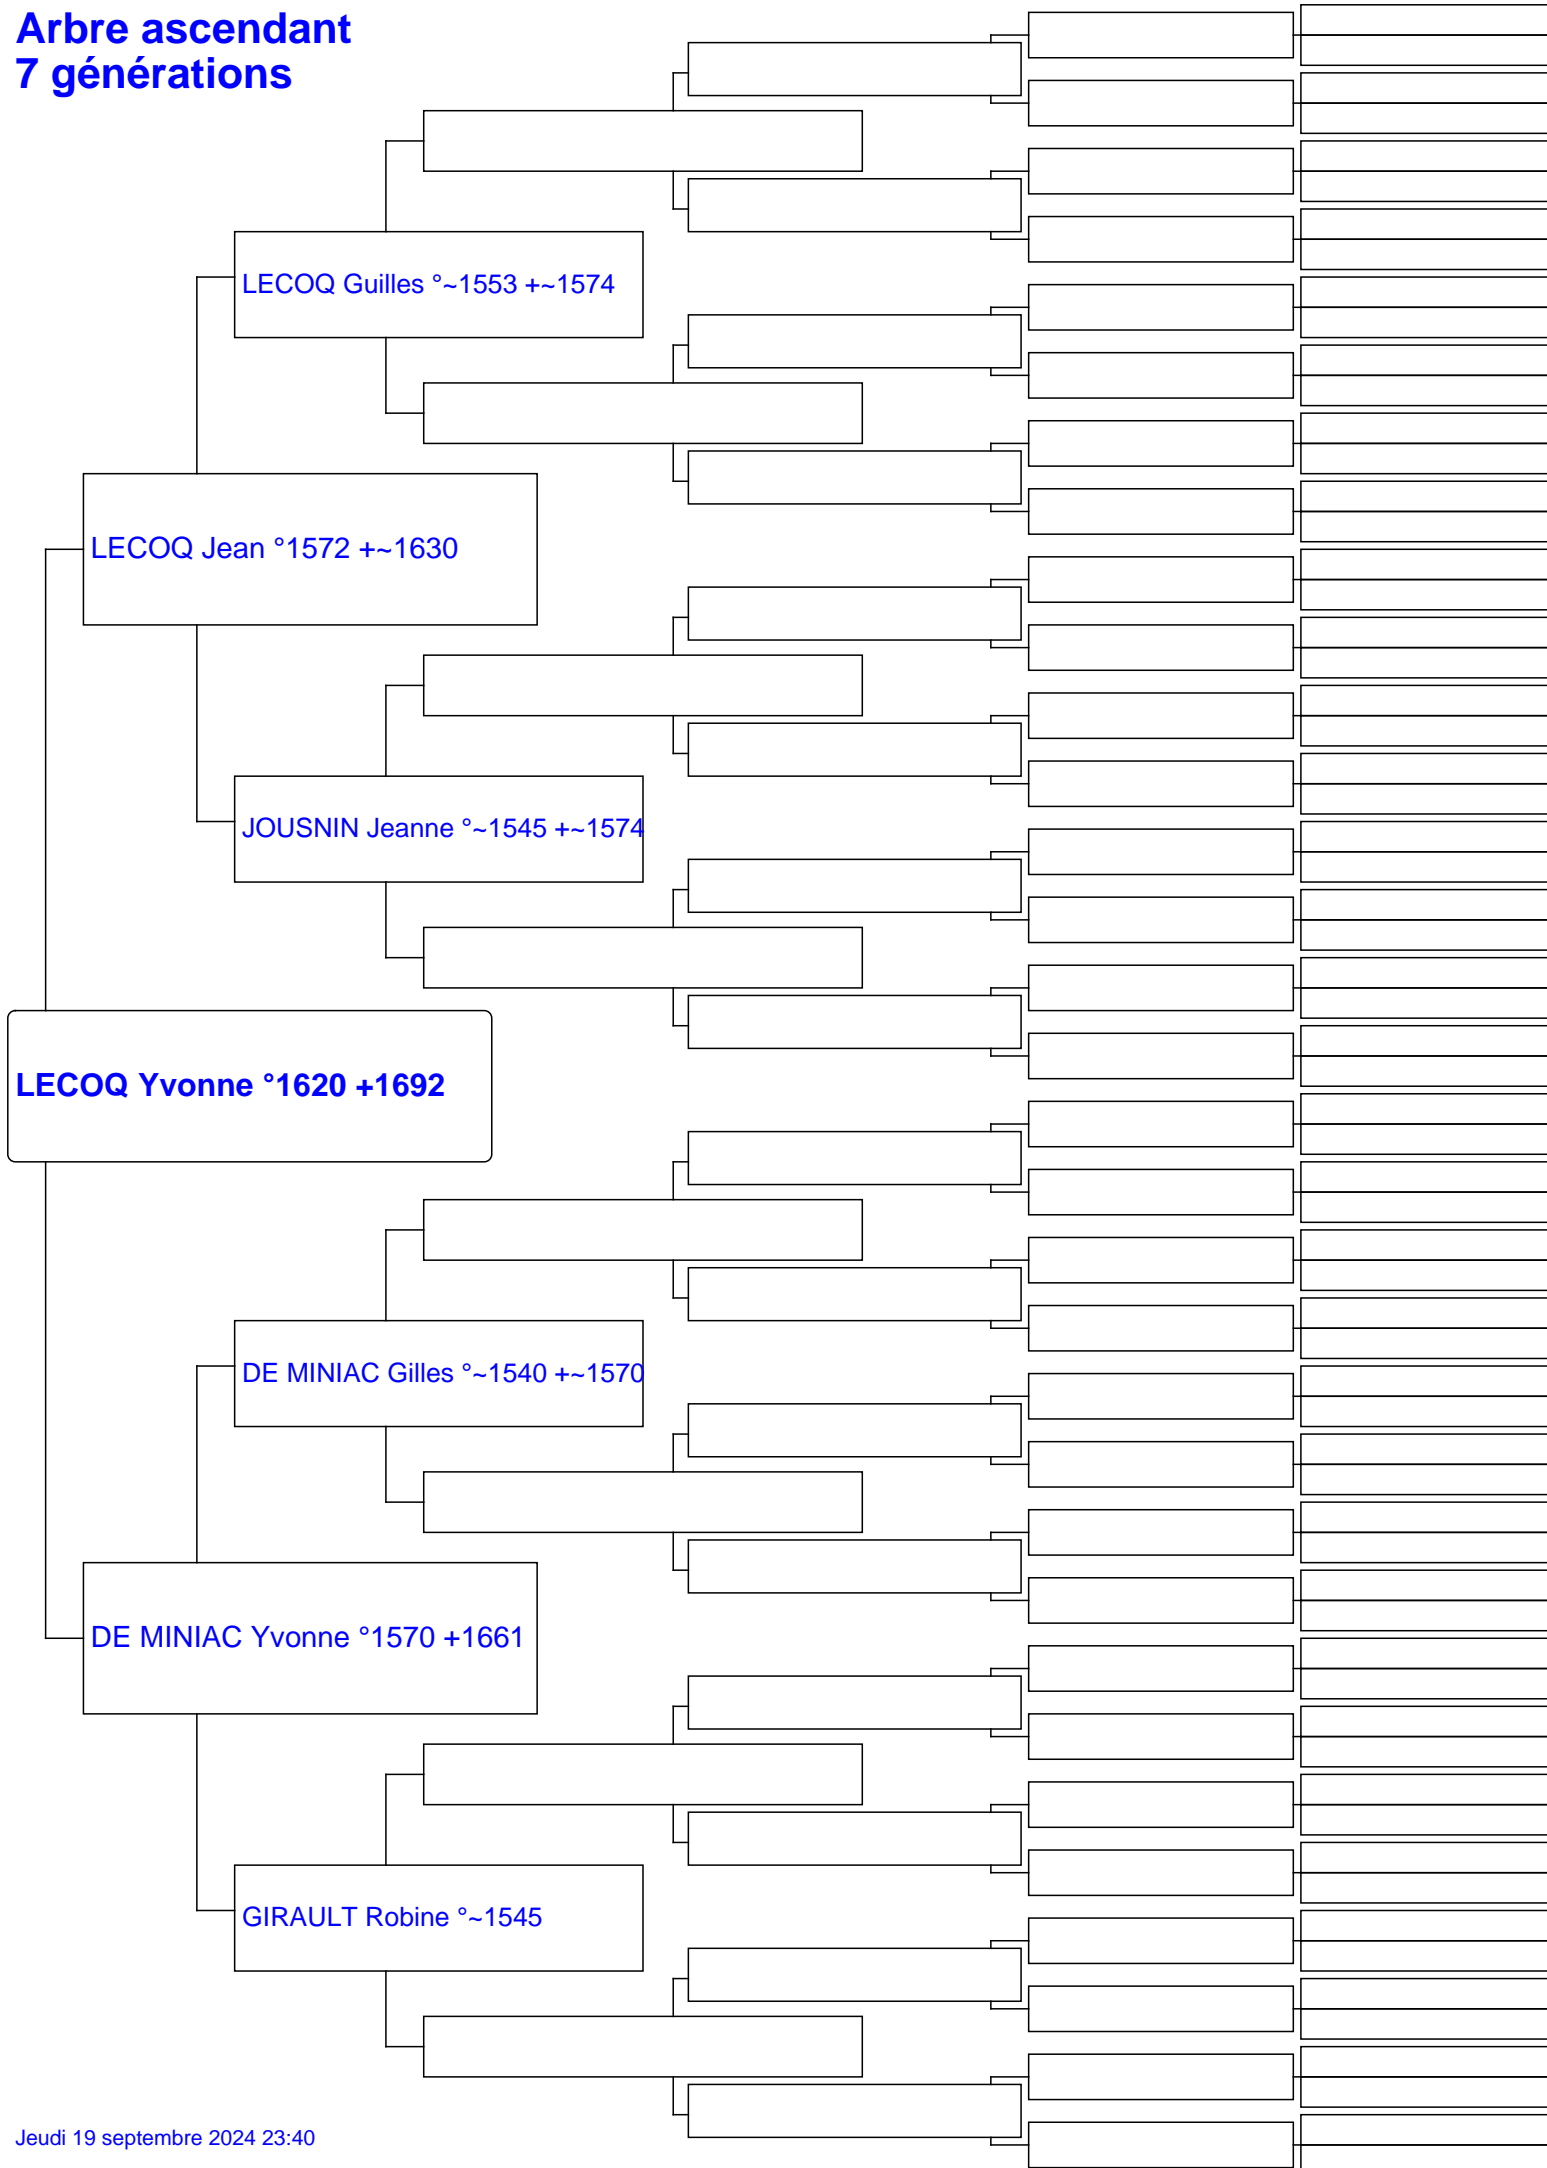 Arbre ascendant
7 générations
LECOQ Guilles °~1553 +~1574
LECOQ Jean °1572 +~1630
JOUSNIN Jeanne °~1545 +~1574
LECOQ Yvonne °1620 +1692
DE MINIAC Gilles °~1540 +~1570
DE MINIAC Yvonne °1570 +1661
GIRAULT Robine °~1545
Jeudi 19 septembre 2024 23:40